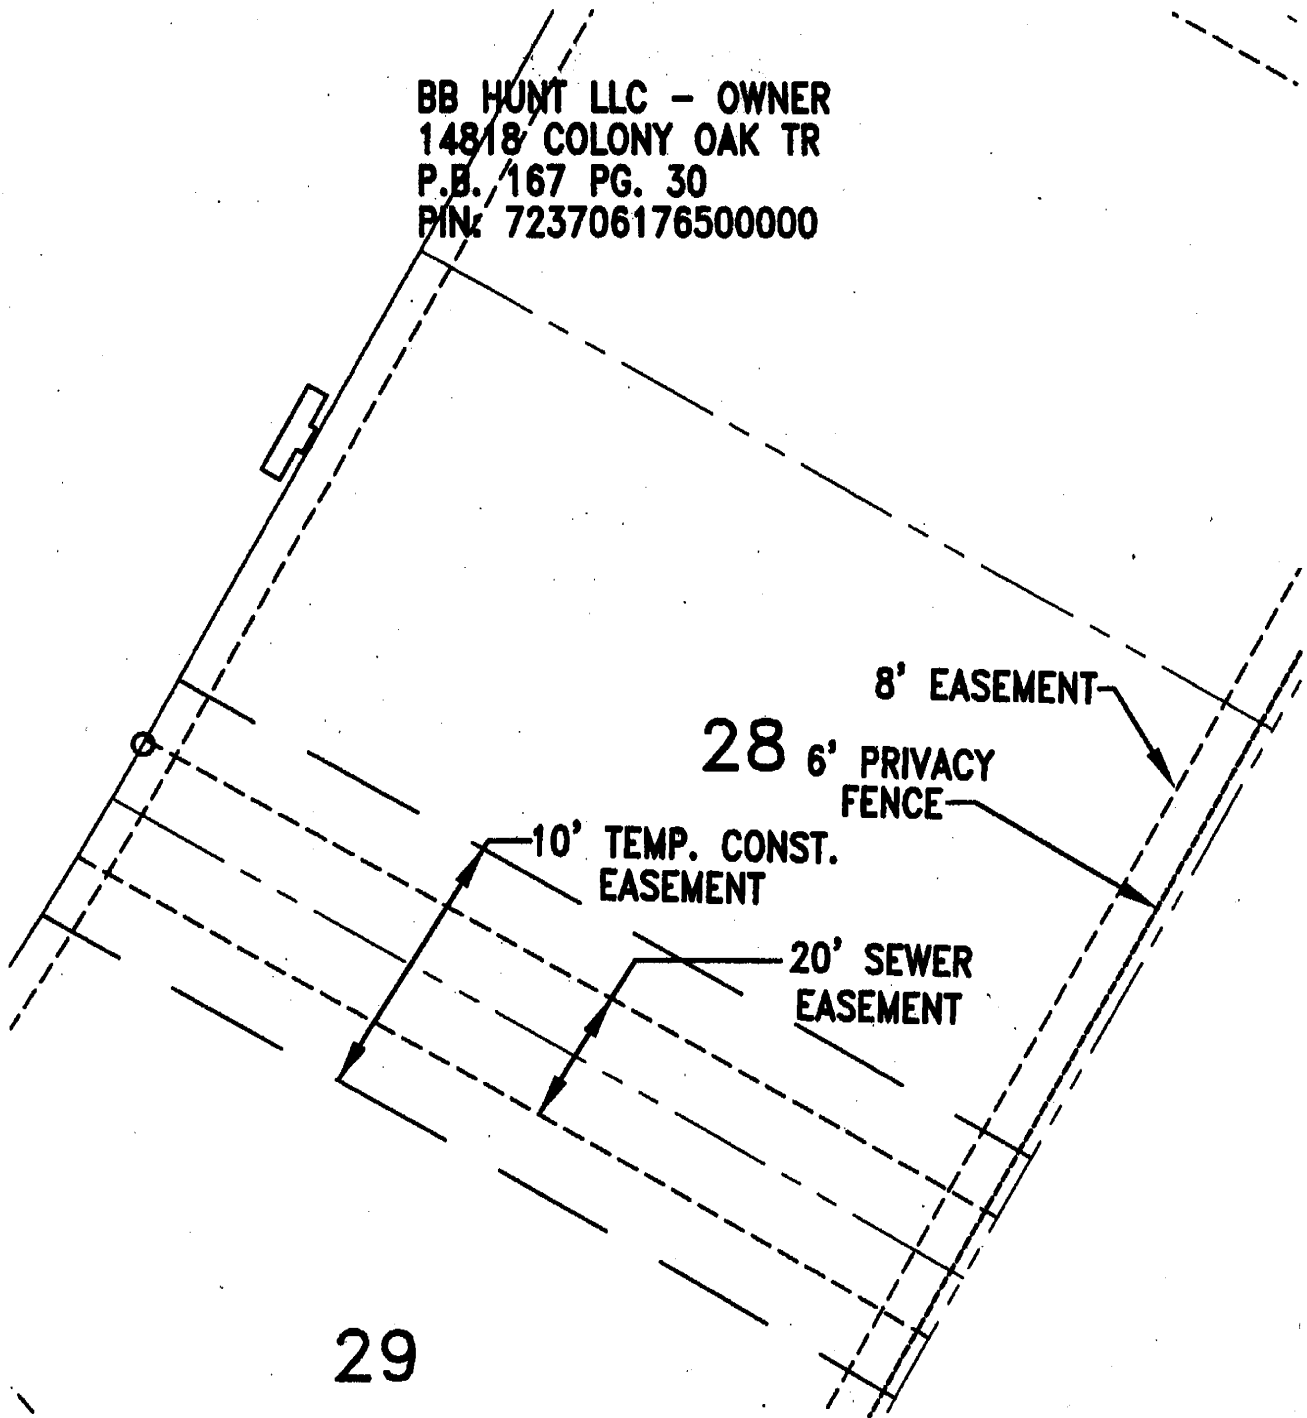 BB HUNT LLC - OWNER
14818 COLONY OAK TR
P.B. 167 PG. 30
PIN: 723706176500000
8' EASEMENT
28
6' PRIVACY
FENCE
10' TEMP. CONST.
EASEMENT
20' SEWER
EASEMENT
29